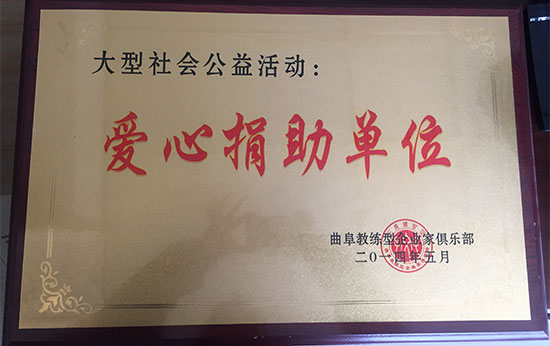 大型社会公益活动：
爱心捐助单位
曲阜教练型企业家俱乐部
二〇一四年五月